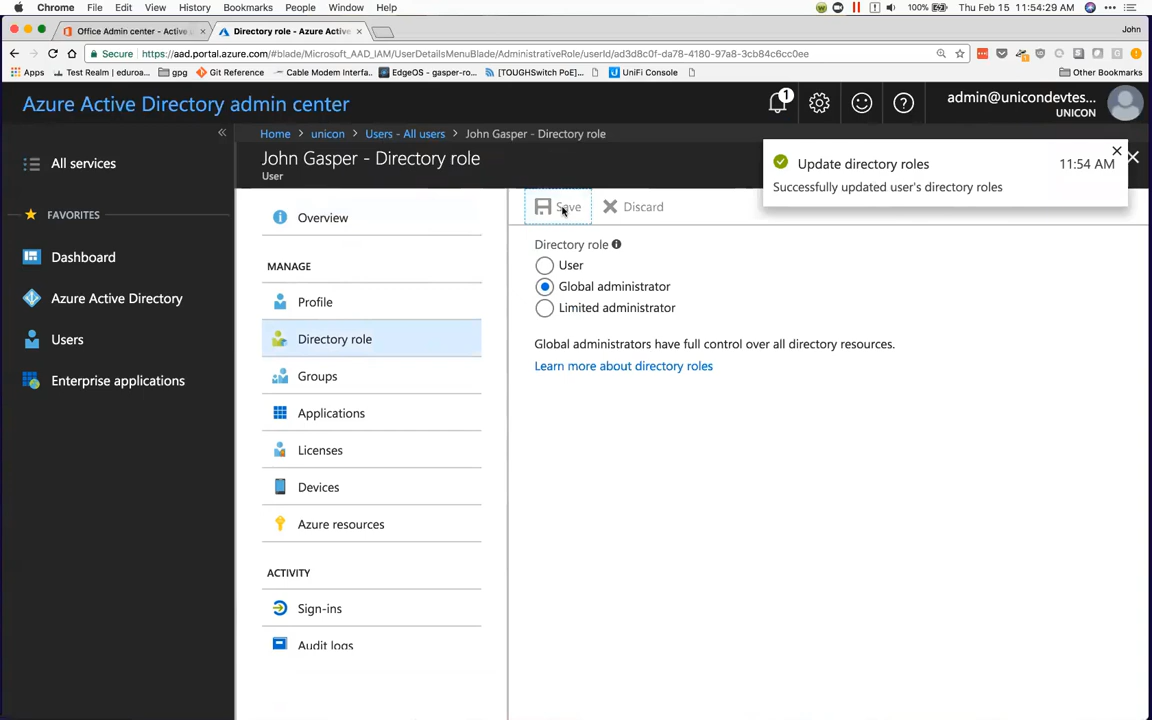 Chrome File Edit View History Bookmarks People Window Help 100% Thu Feb 15 11:54:29 AM
Office Admin center - Active Directory role - Azure Active John
Secure https://aad.portal.azure.com/#blade/Microsoft_AAD_IAM/UserDetailsMenuBlade/AdministrativeRole/userId/ad3d8c0f-da78-4180-97a8-3cb84c6cc0ee
Apps Test Realm | eduroa... gpg Git Reference Cable Modem Interfa.. EdgeOS - gasper-ro... [TOUGHSwitch PoE]... UniFi Console Other Bookmarks
Azure Active Directory admin center
1
admin@unicondevtes...
UNICON
Home > unicon > Users - All users > John Gasper - Directory role
John Gasper - Directory role
User
Update directory roles 11:54 AM
Successfully updated user's directory roles
All services
FAVORITES
Dashboard
Azure Active Directory
Users
Enterprise applications
Overview
MANAGE
Profile
Directory role
Groups
Applications
Licenses
Devices
Azure resources
ACTIVITY
Sign-ins
Audit logs
Save Discard
Directory role
User
Global administrator
Limited administrator
Global administrators have full control over all directory resources.
Learn more about directory roles